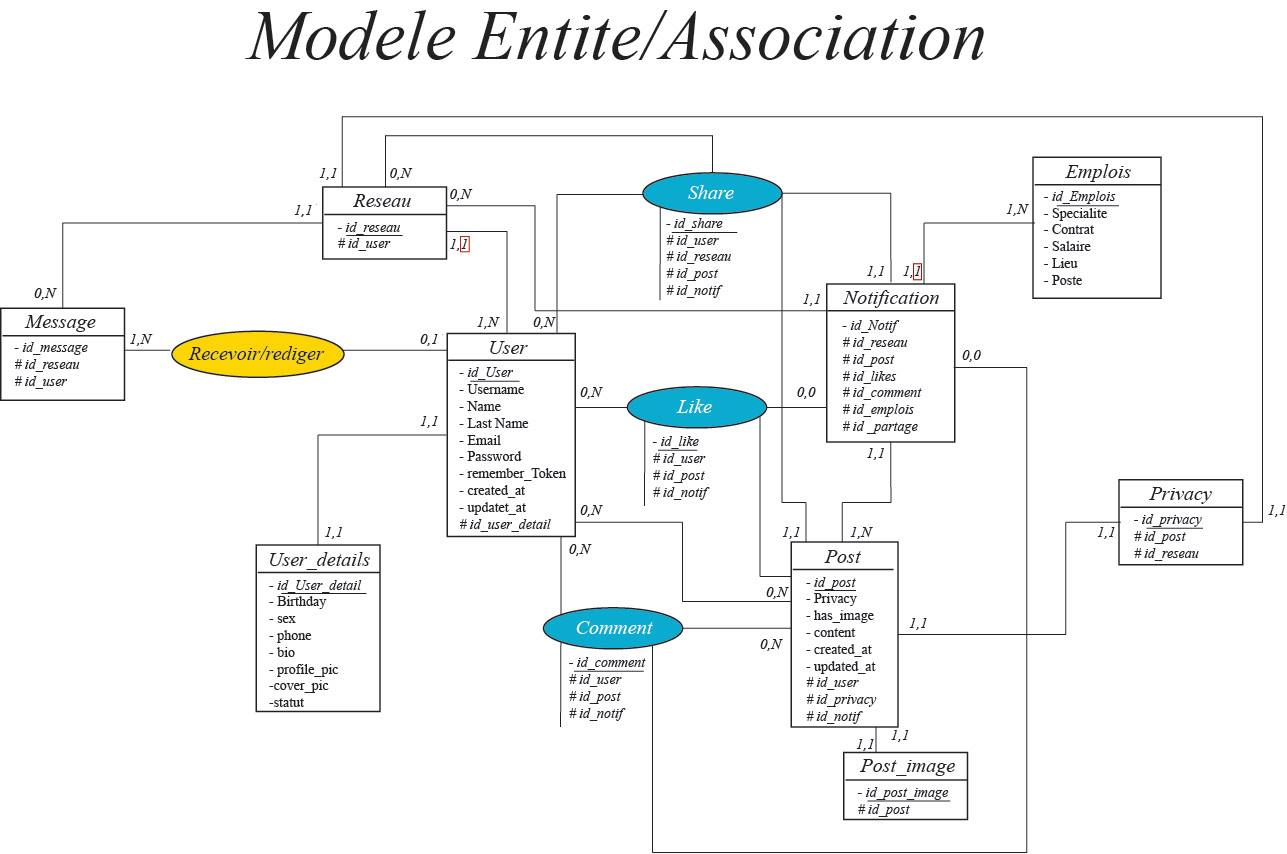 Modele Entite/Association
1,1
0,N
Reseau
- id_reseau
# id_user
0,N
1,1
1,1
Share
- id_share
# id_user
# id_reseau
# id_post
# id_notif
Emplois
- id_Emplois
- Specialite
- Contrat
- Salaire
- Lieu
- Poste
1,N
1,1
1,1
1,1
Notification
- id_Notif
# id_reseau
# id_post
# id_likes
# id_comment
# id_emplois
# id _partage
0,0
0,0
1,1
0,N
Message
- id_message
# id_reseau
# id_user
1,N
Recevoir/rediger
0,1
1,N
0,N
User
- id_User
- Username
- Name
- Last Name
- Email
- Password
- remember_Token
- created_at
- updatet_at
# id_user_detail
0,N
Like
- id_like
# id_user
# id_post
# id_notif
1,1
1,1
User_details
- id_User_detail
- Birthday
- sex
- phone
- bio
- profile_pic
-cover_pic
-statut
0,N
0,N
Comment
- id_comment
# id_user
# id_post
# id_notif
1,1
1,N
0,N
0,N
Post
- id_post
- Privacy
- has_image
- content
- created_at
- updated_at
# id_user
# id_privacy
# id_notif
1,1
Privacy
- id_privacy
# id_post
# id_reseau
1,1
1,1
1,1
1,1
Post_image
- id_post_image
# id_post